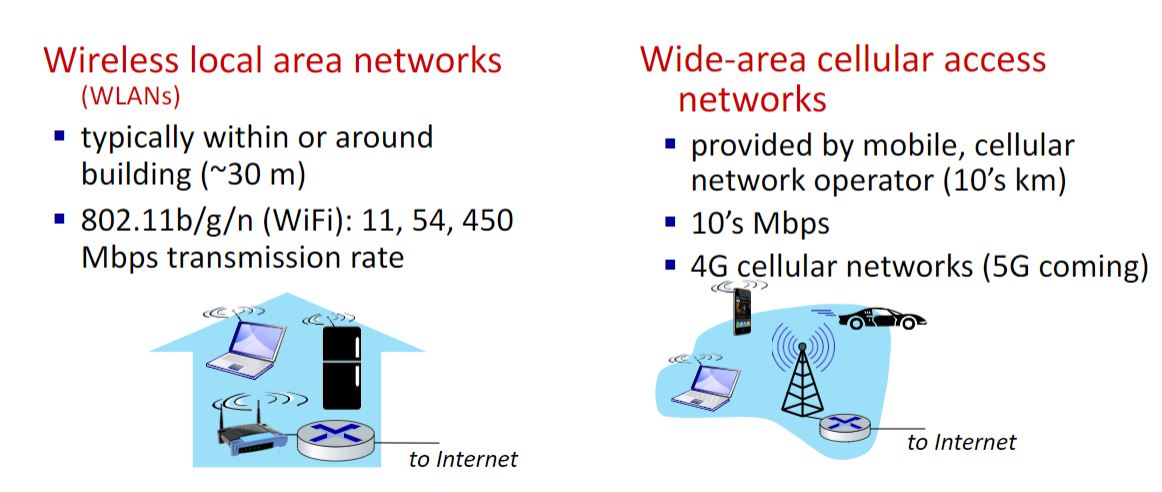 Wireless local area networks
(WLANs)
▪ typically within or around
building (~30 m)
▪ 802.11b/g/n (WiFi): 11, 54, 450
Mbps transmission rate
to Internet
Wide-area cellular access
networks
▪ provided by mobile, cellular
network operator (10’s km)
▪ 10’s Mbps
▪ 4G cellular networks (5G coming)
to Internet